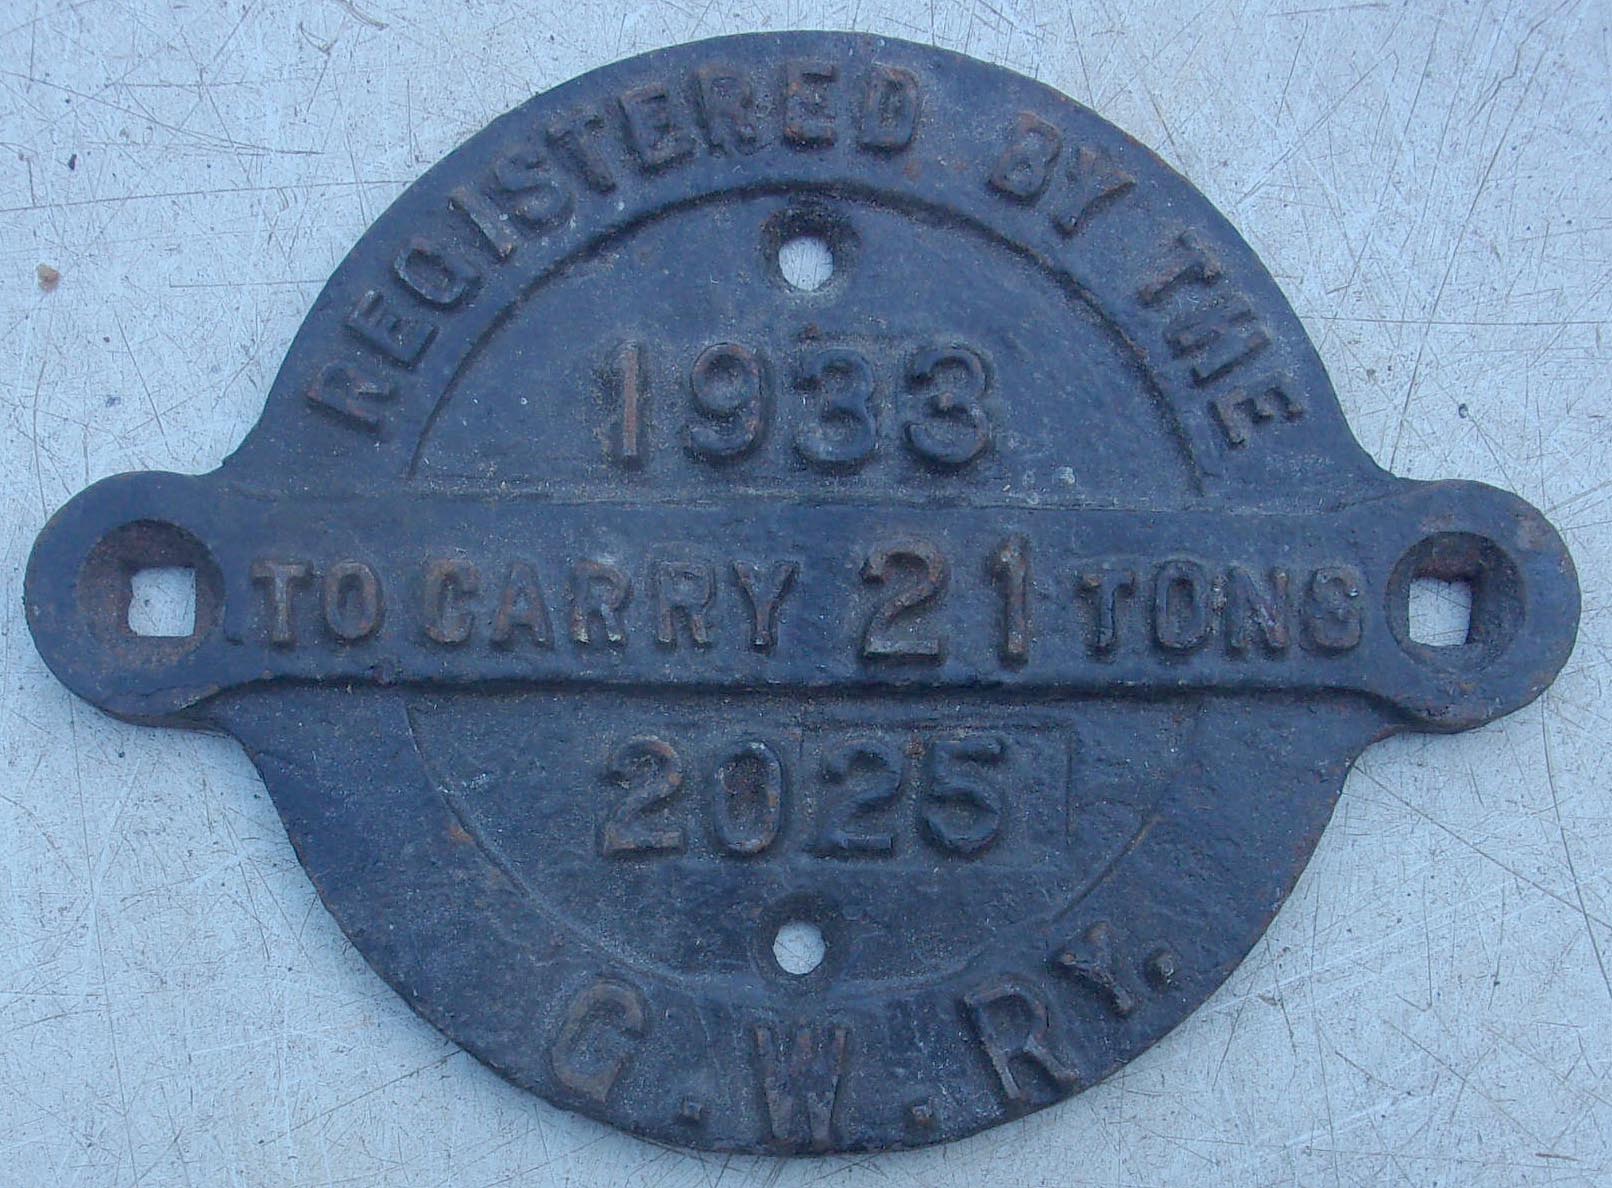 REGISTERED BY THE
1933
TO CARRY 21 TONS
2025
G.W.RY.